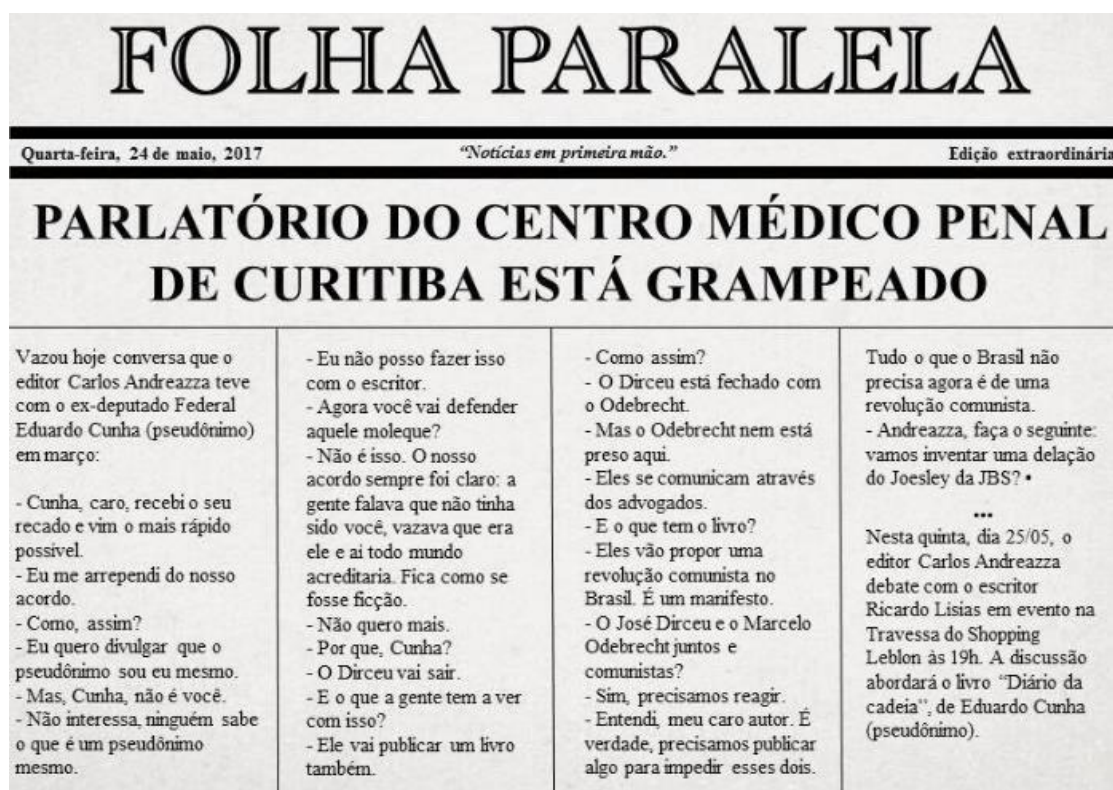 FOLHA PARALELA
Quarta-feira, 24 de maio, 2017
“Notícias em primeira mão.”
Edição extraordinária
PARLATÓRIO DO CENTRO MÉDICO PENAL
DE CURITIBA ESTÁ GRAMPEADO
Vazou hoje conversa que o
editor Carlos Andreazza teve
com o ex-deputado Federal
Eduardo Cunha (pseudônimo)
em março:
- Cunha, caro, recebi o seu
recado e vim o mais rápido
possível.
- Eu me arrependi do nosso
acordo.
- Como, assim?
- Eu quero divulgar que o
pseudônimo sou eu mesmo.
- Mas, Cunha, não é você.
- Não interessa, ninguém sabe
o que é um pseudônimo
mesmo.
- Eu não posso fazer isso
com o escritor.
- Agora você vai defender
aquele moleque?
- Não é isso. O nosso
acordo sempre foi claro: a
gente falava que não tinha
sido você, vazava que era
ele e ai todo mundo
acreditaria. Fica como se
fosse ficção.
- Não quero mais.
- Por que, Cunha?
- O Dirceu vai sair.
- E o que a gente tem a ver
com isso?
- Ele vai publicar um livro
também.
- Como assim?
- O Dirceu está fechado com
o Odebrecht.
- Mas o Odebrecht nem está
preso aqui.
- Eles se comunicam através
dos advogados.
- E o que tem o livro?
- Eles vão propor uma
revolução comunista no
Brasil. É um manifesto.
- O José Dirceu e o Marcelo
Odebrecht juntos e
comunistas?
- Sim, precisamos reagir.
- Entendi, meu caro autor. É
verdade, precisamos publicar
algo para impedir esses dois.
Tudo o que o Brasil não
precisa agora é de uma
revolução comunista.
- Andreazza, faça o seguinte:
vamos inventar uma delação
do Joesley da JBS? •
...
Nesta quinta, dia 25/05, o
editor Carlos Andreazza
debate com o escritor
Ricardo Lisias em evento na
Travessa do Shopping
Leblon às 19h. A discussão
abordará o livro “Diário da
cadeia”, de Eduardo Cunha
(pseudônimo).